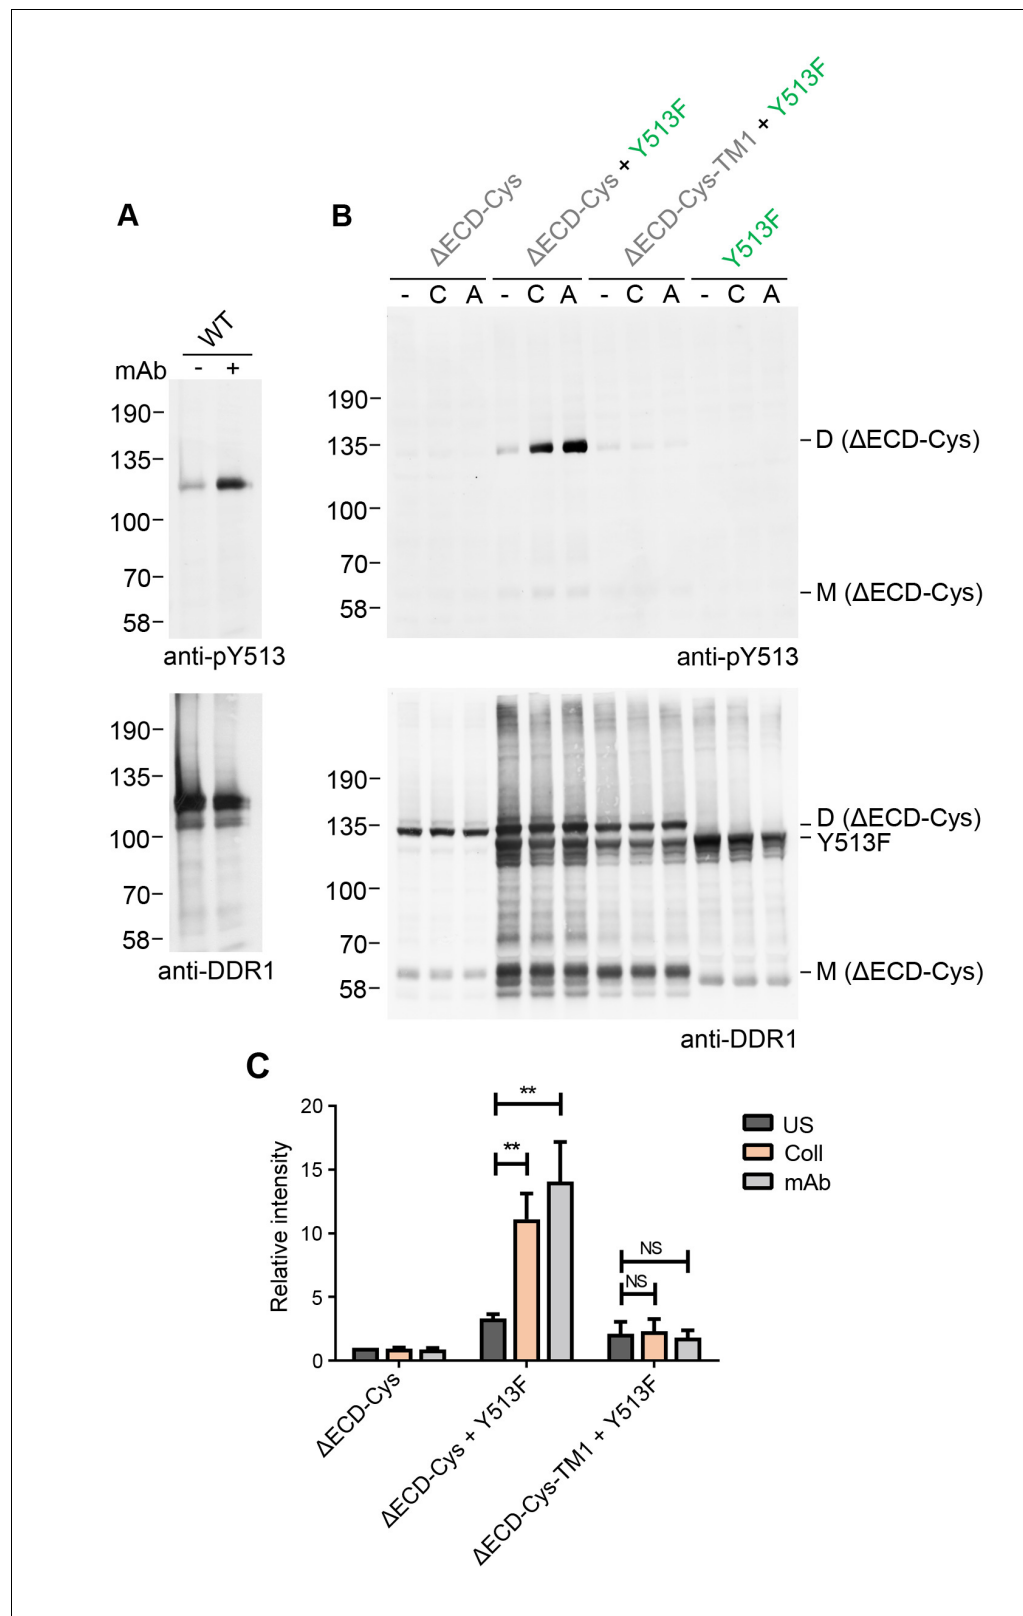 A
WT
mAb - +
190
135
100
70
58
anti-pY513
190
135
100
70
58
anti-DDR1
B
ΔECD-Cys
ΔECD-Cys + Y513F
ΔECD-Cys-TM1 + Y513F
Y513F
- C A - C A - C A - C A
190
135
100
70
58
D (ΔECD-Cys)
M (ΔECD-Cys)
anti-pY513
190
135
100
70
58
D (ΔECD-Cys)
Y513F
M (ΔECD-Cys)
anti-DDR1
C
Relative intensity
20
15
10
5
0
**
**
NS
NS
US
Coll
mAb
ΔECD-Cys
ΔECD-Cys + Y513F
ΔECD-Cys-TM1 + Y513F